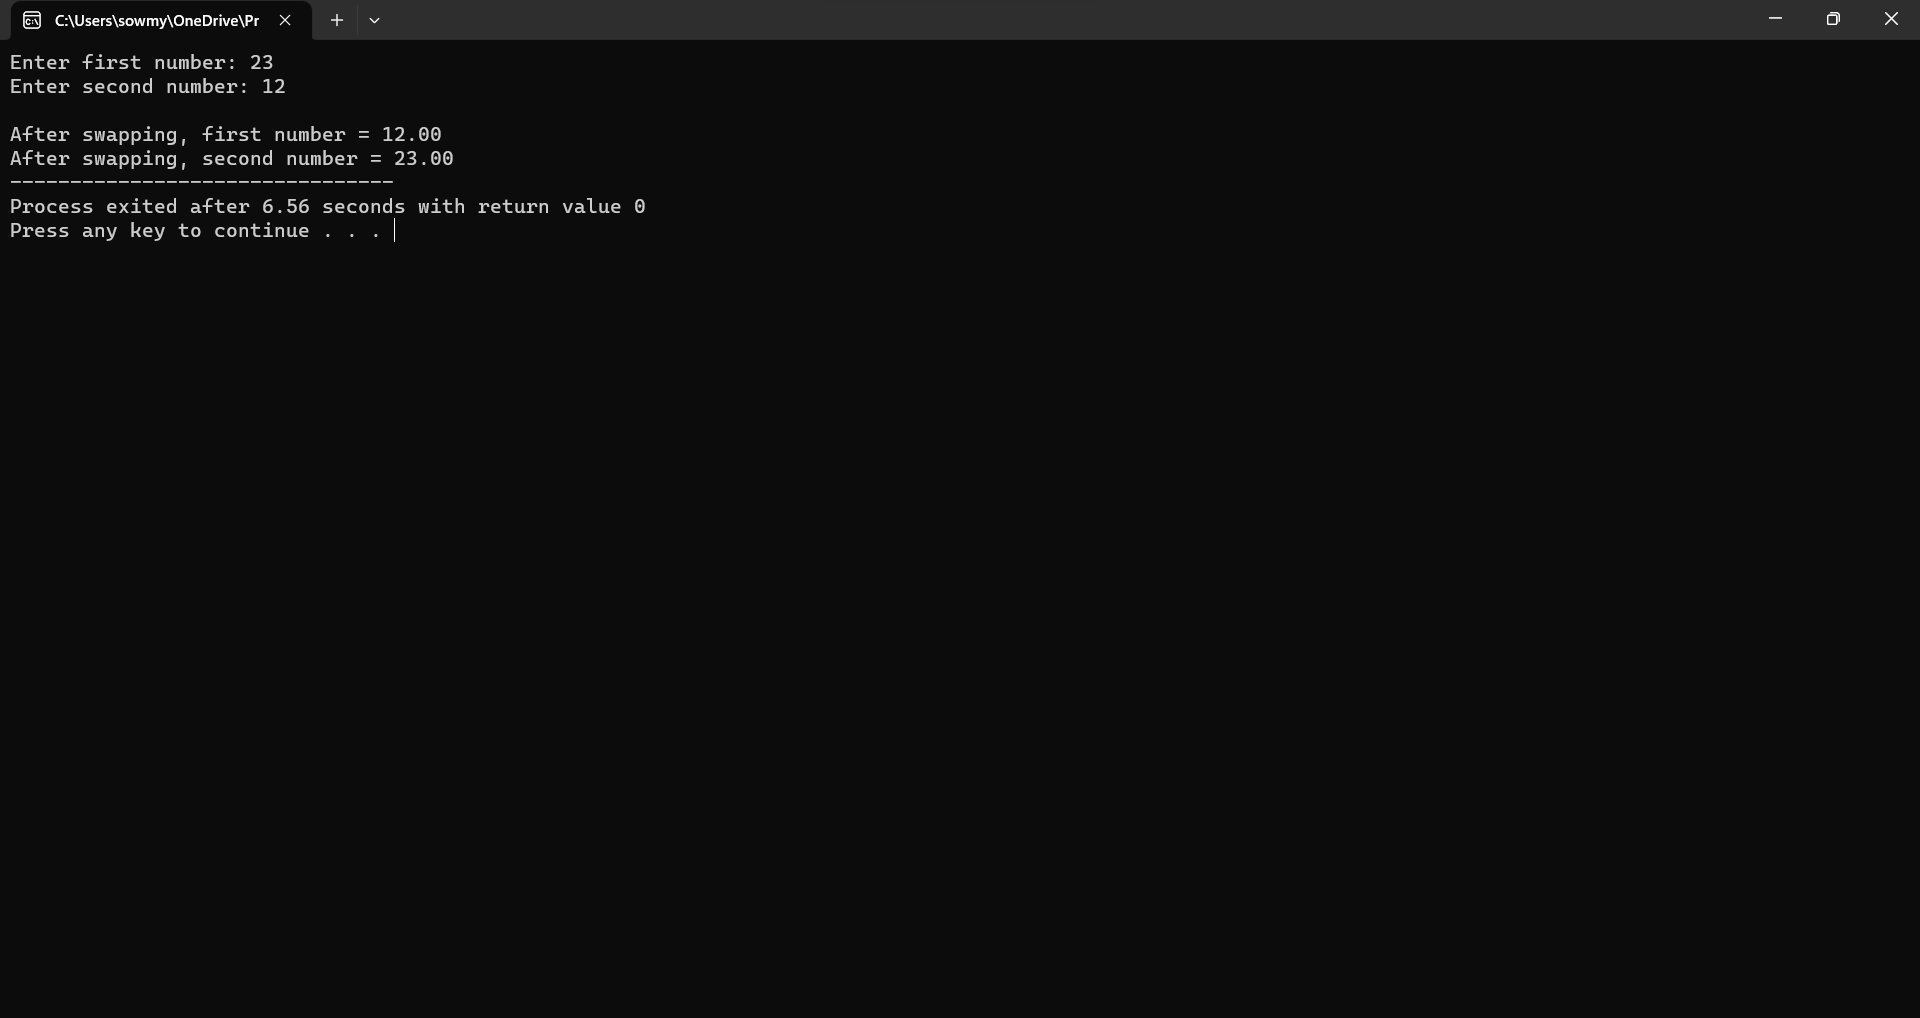 C:\Users\sowmy\OneDrive\Pr
Enter first number: 23
Enter second number: 12
After swapping, first number = 12.00
After swapping, second number = 23.00
--------------------------------
Process exited after 6.56 seconds with return value 0
Press any key to continue . . .